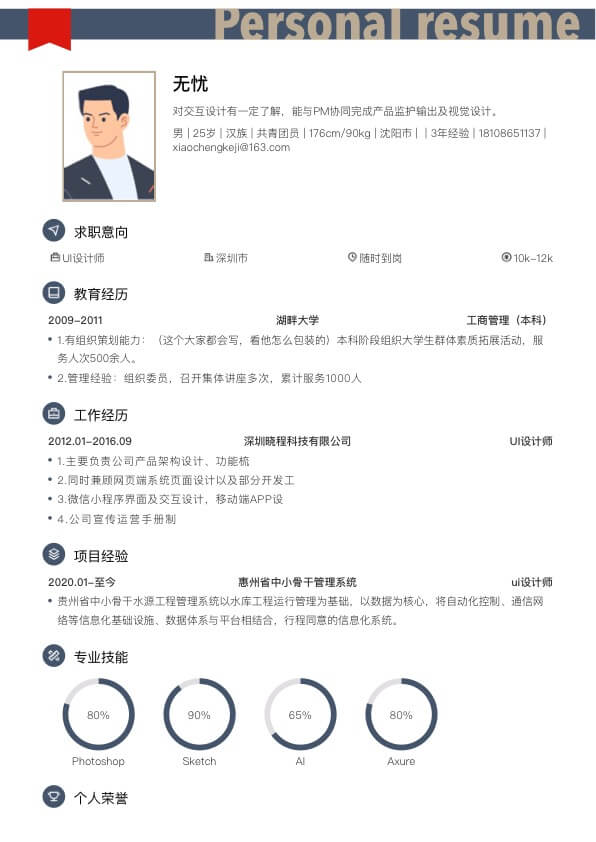 Personal resume
无忧
对交互设计有一定了解，能与PM协同完成产品监护输出及视觉设计。
男 | 25岁 | 汉族 | 共青团员 | 176cm/90kg | 沈阳市 | | 3年经验 | 18108651137 |
xiaochengkeji@163.com
求职意向
UI设计师 深圳市 随时到岗 10k-12k
教育经历
2009-2011 湖畔大学 工商管理（本科）
• 1.有组织策划能力：（这个大家都会写，看他怎么包装的）本科阶段组织大学生群体素质拓展活动，服
务人次500余人。
• 2.管理经验：组织委员，召开集体讲座多次，累计服务1000人
工作经历
2012.01-2016.09 深圳晓程科技有限公司 UI设计师
• 1.主要负责公司产品架构设计、功能梳
• 2.同时兼顾网页端系统页面设计以及部分开发工
• 3.微信小程序界面及交互设计，移动端APP设
• 4.公司宣传运营手册制
项目经验
2020.01-至今 惠州省中小骨干管理系统 ui设计师
• 贵州省中小骨干水源工程管理系统以水库工程运行管理为基础，以数据为核心，将自动化控制、通信网
络等信息化基础设施、数据体系与平台相结合，行程同意的信息化系统。
专业技能
80% 90% 65% 80%
Photoshop Sketch AI Axure
个人荣誉